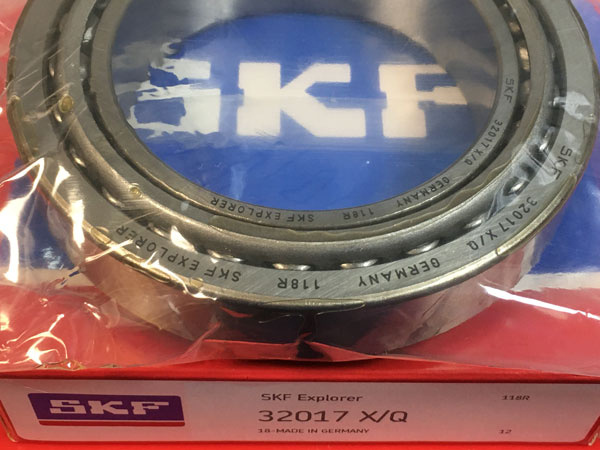 SKF
SKF 32017 X/Q
GERMANY 118R SKF EXPLORER
SKF 32017 X/Q
GERMANY 118R SKF EXPLORER
SKF
SKF Explorer
32017 X/Q
18-MADE IN GERMANY
118R
12